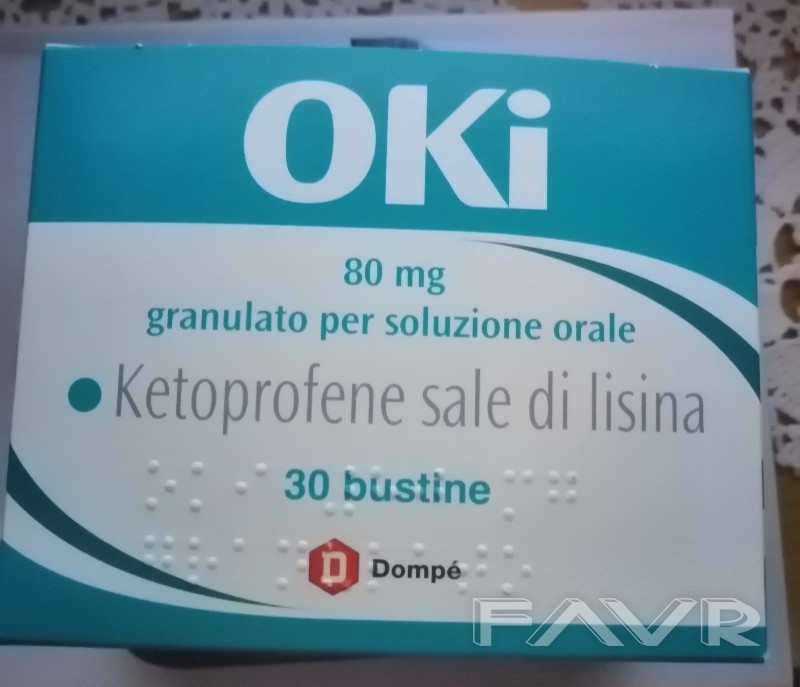 OKi
80 mg
granulato per soluzione orale
Ketoprofene sale di lisina
30 bustine
D Dompé
FAVR